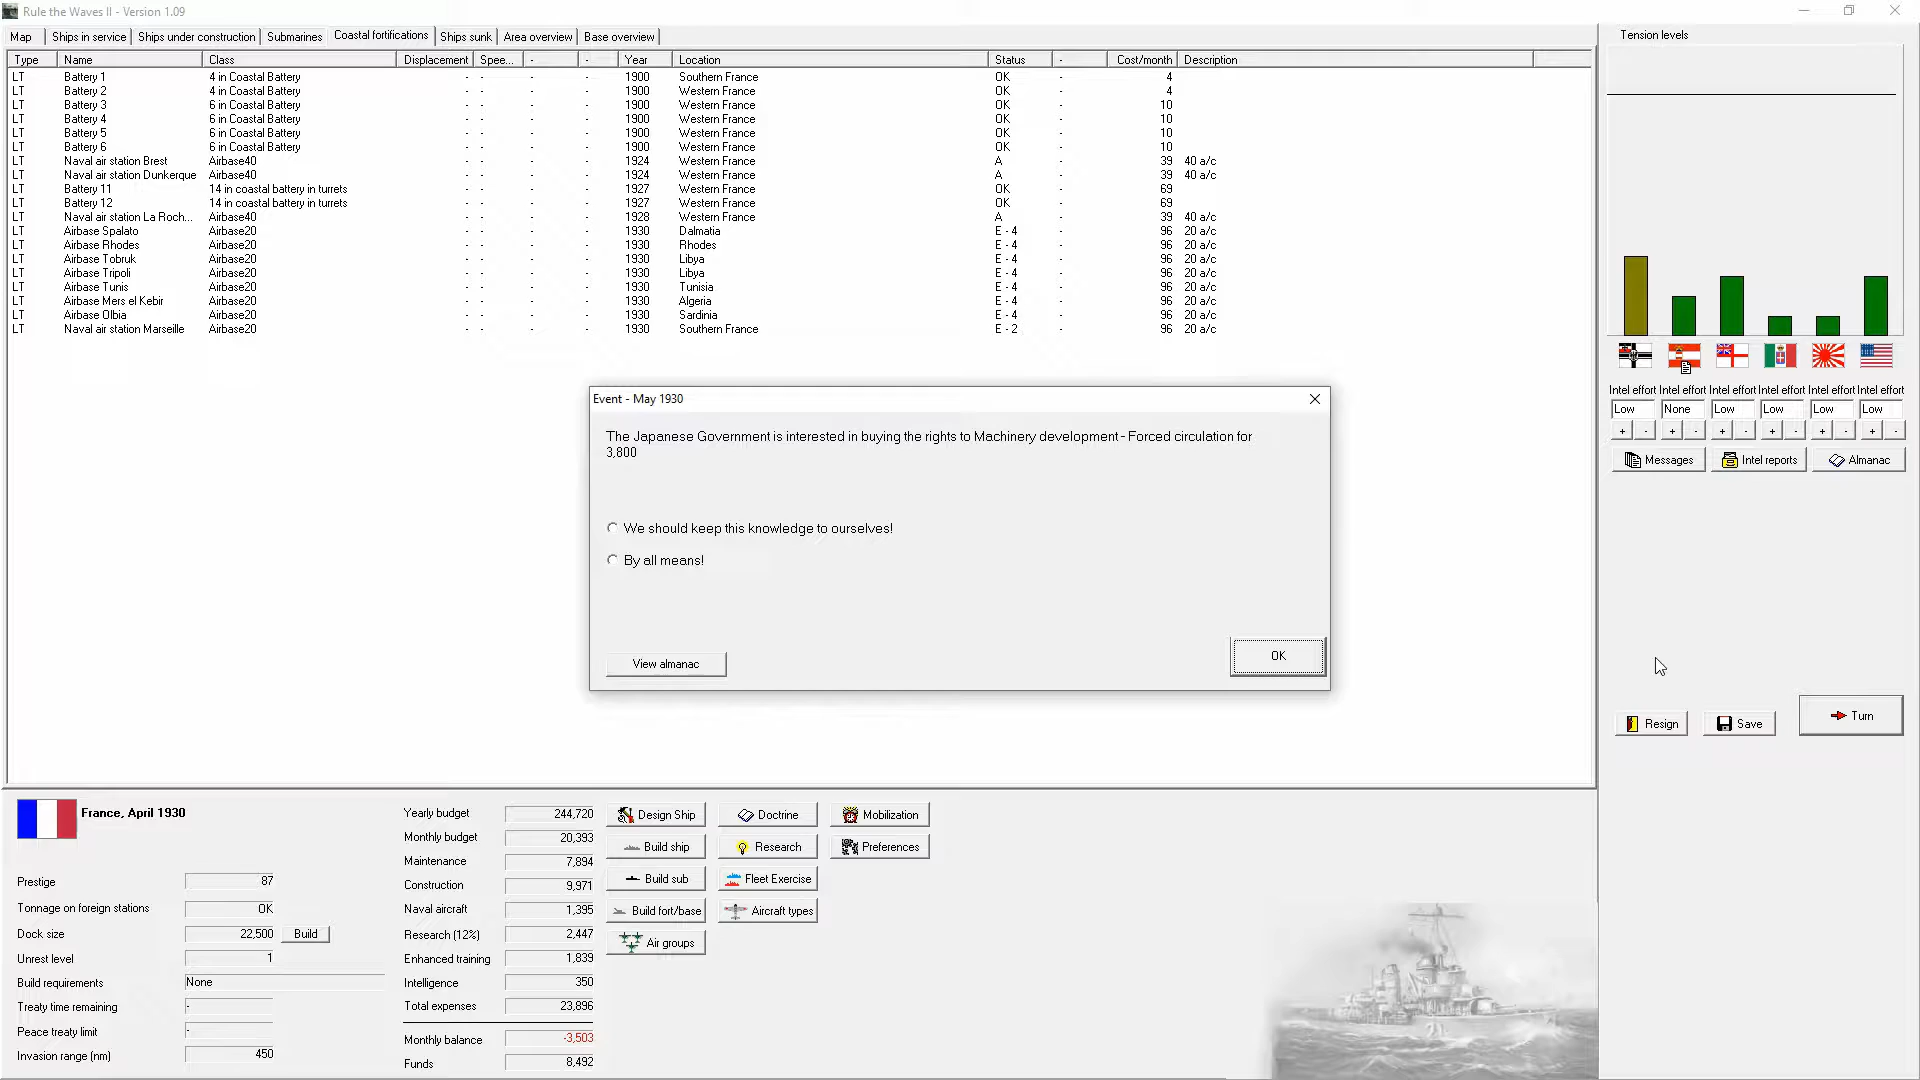 Rule the Waves II - Version 1.09
Map Ships in service Ships under construction Submarines Coastal fortifications Ships sunk Area overview Base overview
Type Name Class Displacement Spee... - - Year Location Status - Cost/month Description
LT Battery 1 4 in Coastal Battery - - - - 1900 Southern France OK - 4
LT Battery 2 4 in Coastal Battery - - - - 1900 Western France OK - 4
LT Battery 3 6 in Coastal Battery - - - - 1900 Western France OK - 10
LT Battery 4 6 in Coastal Battery - - - - 1900 Western France OK - 10
LT Battery 5 6 in Coastal Battery - - - - 1900 Western France OK - 10
LT Battery 6 6 in Coastal Battery - - - - 1900 Western France OK - 10
LT Naval air station Brest Airbase40 - - - - 1924 Western France A - 39 40 a/c
LT Naval air station Dunkerque Airbase40 - - - - 1924 Western France A - 39 40 a/c
LT Battery 11 14 in coastal battery in turrets - - - - 1927 Western France OK - 69
LT Battery 12 14 in coastal battery in turrets - - - - 1927 Western France OK - 69
LT Naval air station La Roch... Airbase40 - - - - 1928 Western France A - 39 40 a/c
LT Airbase Spalato Airbase20 - - - - 1930 Dalmatia E - 4 - 96 20 a/c
LT Airbase Rhodes Airbase20 - - - - 1930 Rhodes E - 4 - 96 20 a/c
LT Airbase Tobruk Airbase20 - - - - 1930 Libya E - 4 - 96 20 a/c
LT Airbase Tripoli Airbase20 - - - - 1930 Libya E - 4 - 96 20 a/c
LT Airbase Tunis Airbase20 - - - - 1930 Tunisia E - 4 - 96 20 a/c
LT Airbase Mers el Kebir Airbase20 - - - - 1930 Algeria E - 4 - 96 20 a/c
LT Airbase Olbia Airbase20 - - - - 1930 Sardinia E - 4 - 96 20 a/c
LT Naval air station Marseille Airbase20 - - - - 1930 Southern France E - 2 - 96 20 a/c
Event - May 1930
The Japanese Government is interested in buying the rights to Machinery development - Forced circulation for
3,800
We should keep this knowledge to ourselves!
By all means!
View almanac
OK
Tension levels
Intel effort Intel effort Intel effort Intel effort Intel effort Intel effort
Low None Low Low Low Low
+ - + - + - + - + - + -
Messages Intel reports Almanac
Resign Save Turn
France, April 1930
Prestige 87
Tonnage on foreign stations OK
Dock size 22,500 Build
Unrest level 1
Build requirements None
Treaty time remaining -
Peace treaty limit -
Invasion range (nm) 450
Yearly budget 244,720
Monthly budget 20,393
Maintenance 7,894
Construction 9,971
Naval aircraft 1,395
Research (12%) 2,447
Enhanced training 1,839
Intelligence 350
Total expenses 23,896
Monthly balance -3,503
Funds 8,492
Design Ship Doctrine Mobilization
Build ship Research Preferences
Build sub Fleet Exercise
Build fort/base Aircraft types
Air groups